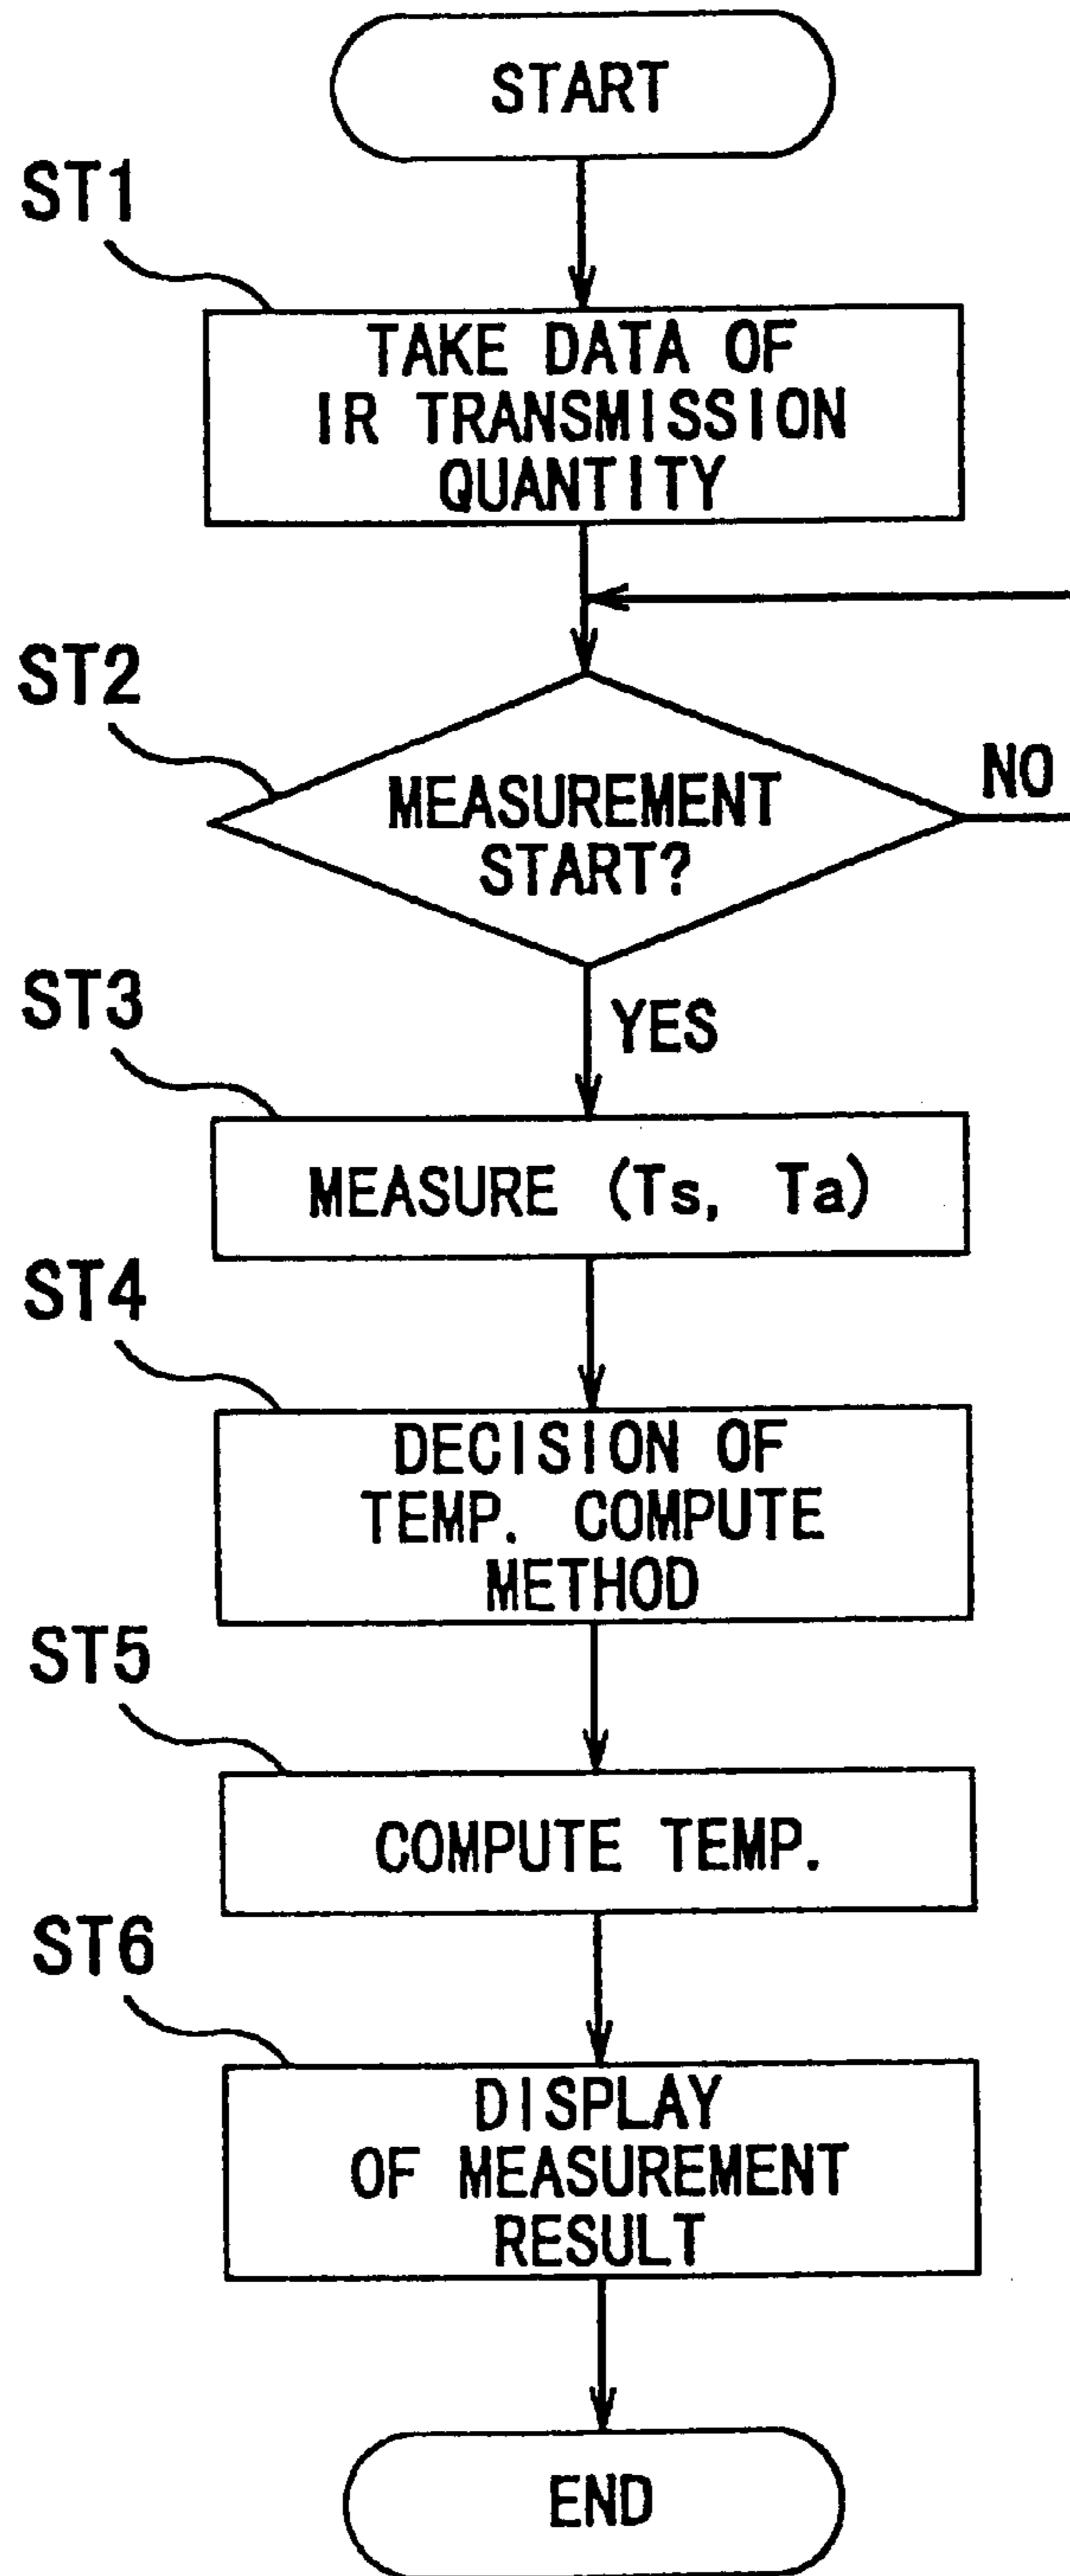 START
ST1
TAKE DATA OF
IR TRANSMISSION
QUANTITY
ST2
MEASUREMENT
START?
NO
YES
ST3
MEASURE (Ts, Ta)
ST4
DECISION OF
TEMP. COMPUTE
METHOD
ST5
COMPUTE TEMP.
ST6
DISPLAY
OF MEASUREMENT
RESULT
END